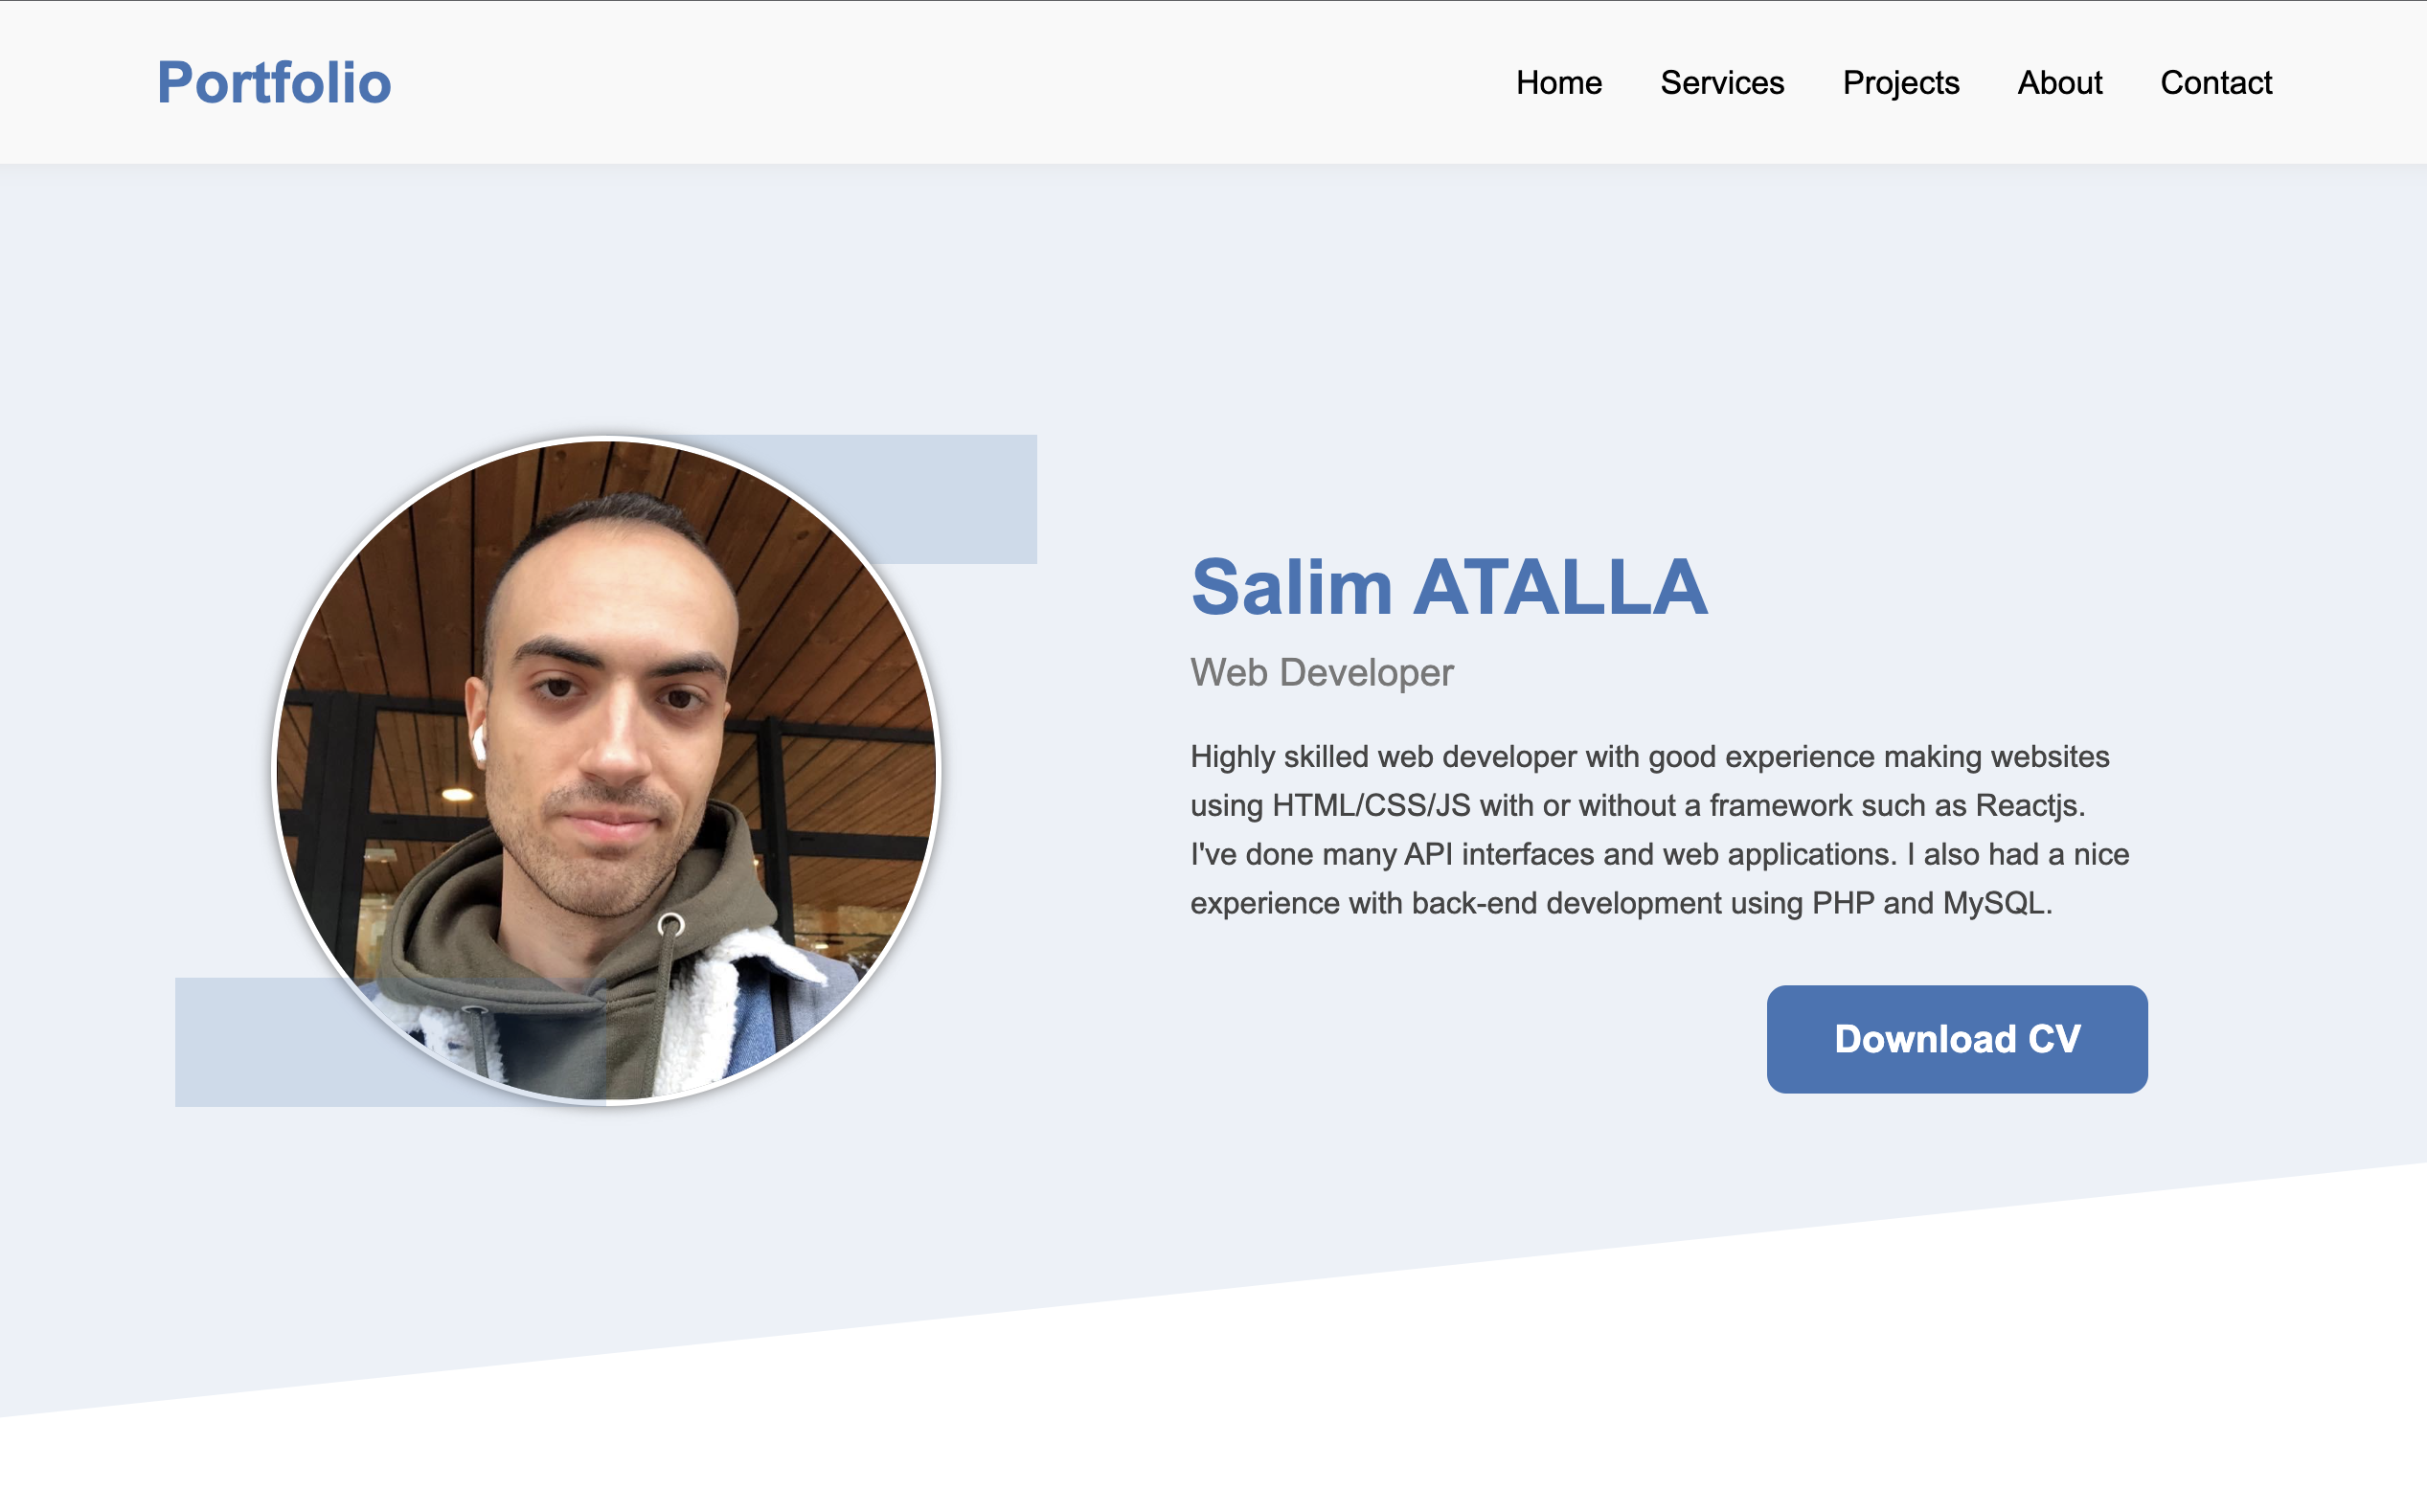 Portfolio
Home Services Projects About Contact
Salim ATALLA
Web Developer
Highly skilled web developer with good experience making websites
using HTML/CSS/JS with or without a framework such as Reactjs.
I've done many API interfaces and web applications. I also had a nice
experience with back-end development using PHP and MySQL.
Download CV